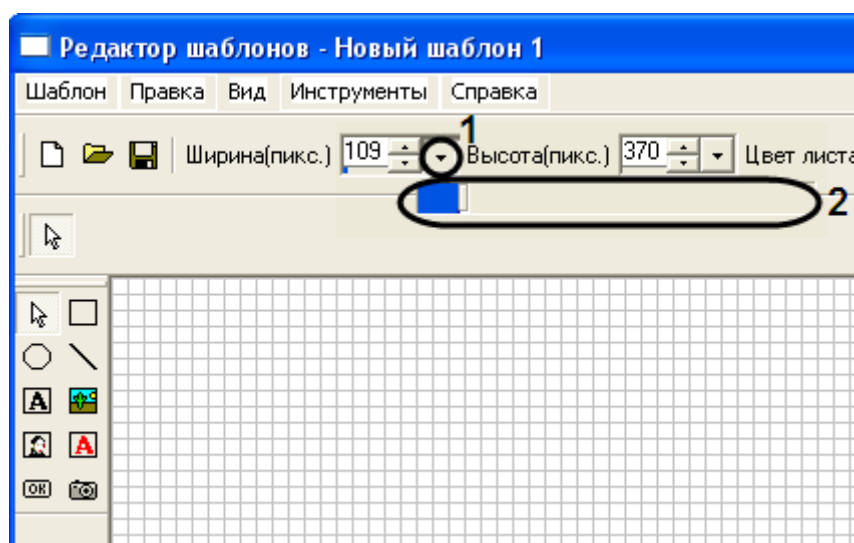 Редактор шаблонов - Новый шаблон 1
Шаблон Правка Вид Инструменты Справка
1
Ширина(пикс.) 109 Высота(пикс.) 370 Цвет листа
2
A
A
OK